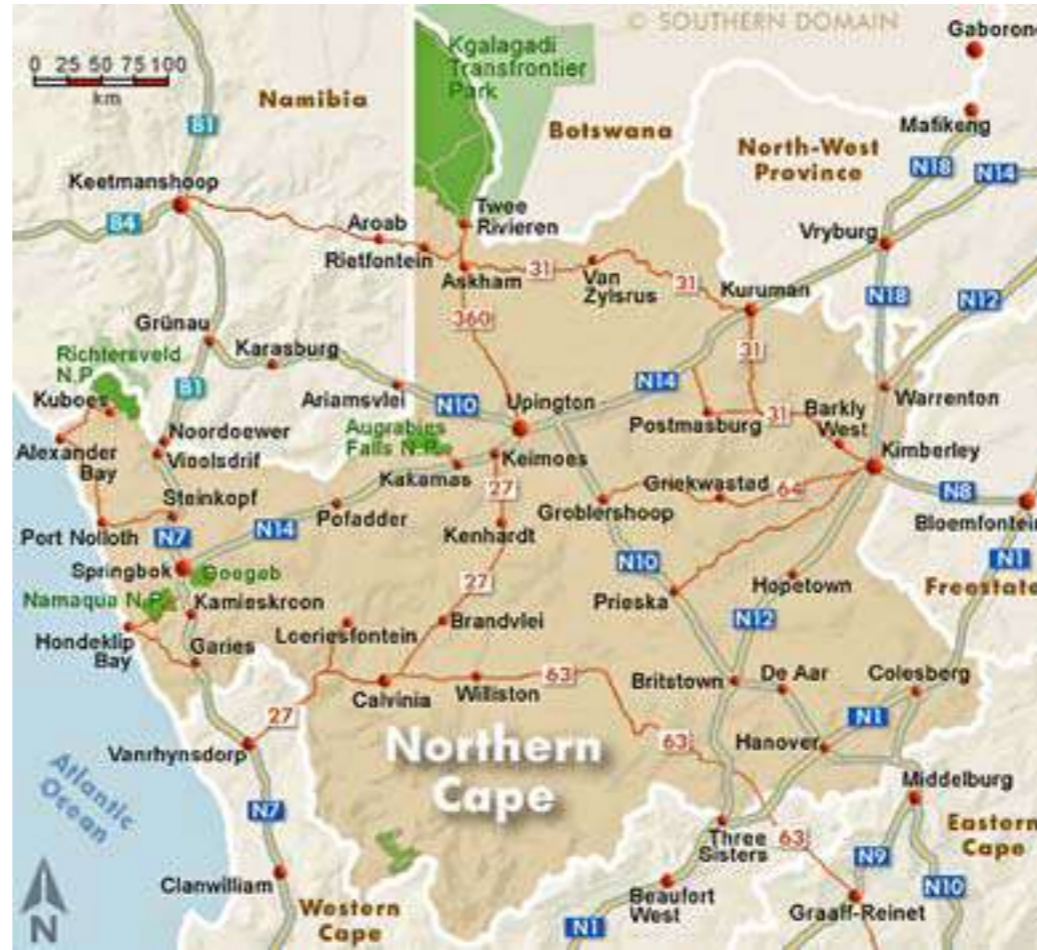 © SOUTHERN DOMAIN
Gaborone
Kgalagadi
Transfrontier
Park
0 25 50 75 100
km
Namibia
B1
Botswana
Mafikeng
North-West
Province
N18
N14
Keetmanshoop
B4
Aroab
Rietfontein
Twee
Rivieren
Askham
31
Van
Zylsrus
31
Vryburg
Kuruman
N18
N12
Grünau
360
Richtersveld
N.P.
Karasburg
31
Kuboes
B1
Ariamsvlei
N10
Upington
N14
Postmasburg
31
Barkly
West
Warrenton
Noordoewer
Vioolsdrif
Augrabies
Falls N.P.
Keimoes
Kimberley
Alexander
Bay
Kakamas
27
Griekwastad
64
N8
Steinkopf
Pofadder
Groblershoop
Bloemfontein
Port Nolloth
N7
N14
Kenhardt
N10
N1
Springbok
Goegab
27
Prieska
Hopetown
Freestate
Namaqua N.P.
Kamieskroon
Loeriesfontein
Brandvlei
N12
Hondeklip
Bay
Garies
Calvinia
Williston
63
Britstown
De Aar
Colesberg
27
N1
Vanrhynsdorp
Northern
Cape
63
Hanover
Atlantic
Ocean
Middelburg
N7
Three
Sisters
63
Eastern
Cape
N9
Clanwilliam
Beaufort
West
N10
N
Western
Cape
N1
Graaff-Reinet